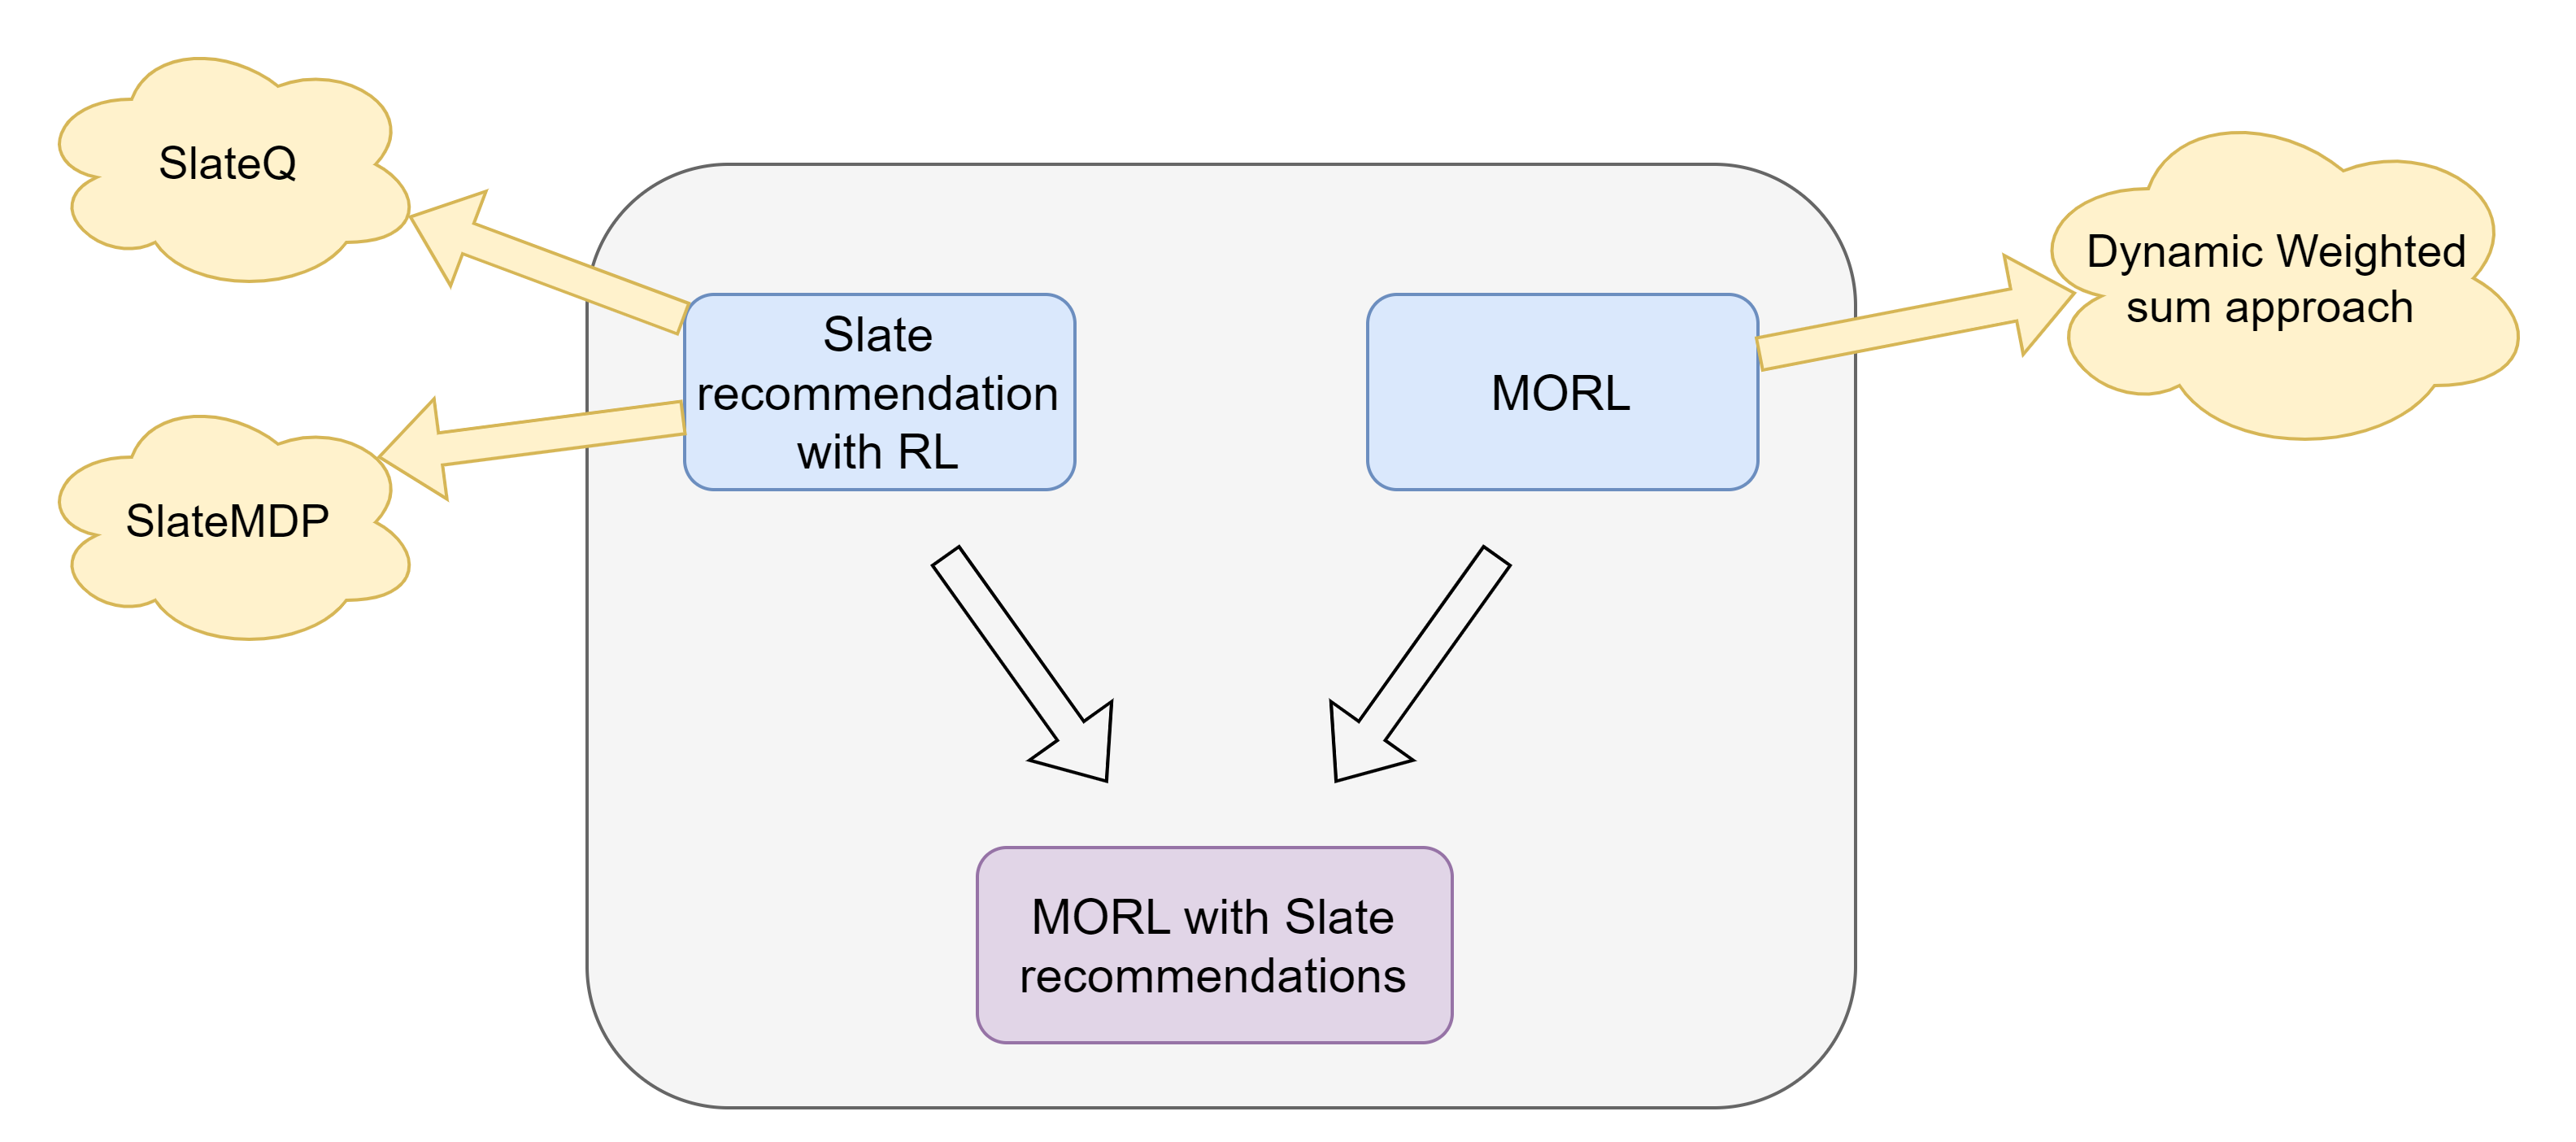 SlateQ
SlateMDP
Slate
recommendation
with RL
MORL
Dynamic Weighted
sum approach
MORL with Slate
recommendations